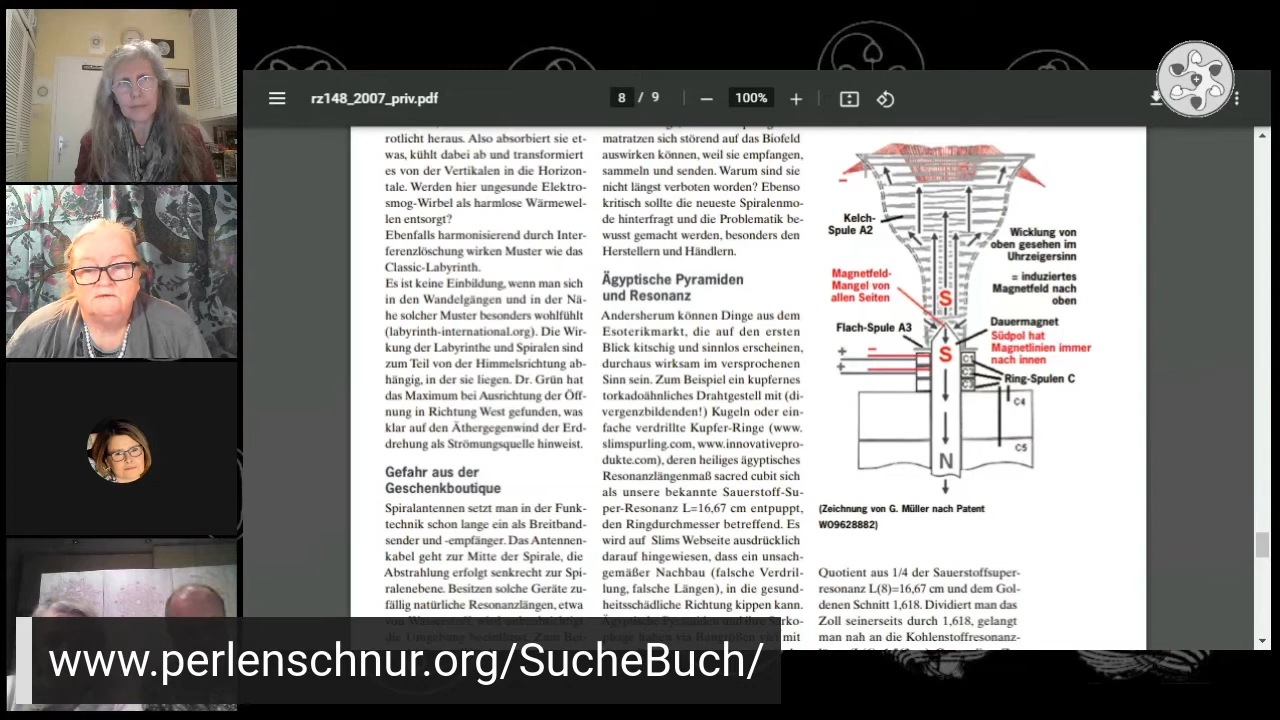 rz148_2007_priv.pdf
8 / 9
100%
rotlicht heraus. Also absorbiert sie et-
was, kühlt dabei ab und transformiert
es von der Vertikalen in die Horizon-
tale. Werden hier ungesunde Elektro-
smog-Wirbel als harmlose Wärmewel-
len entsorgt?
Ebenfalls harmonisierend durch Inter-
ferenzlöschung wirken Muster wie das
Classic-Labyrinth.
Es ist keine Einbildung, wenn man sich
in den Wandelgängen und in der Nä-
he solcher Muster besonders wohlfühlt
(labyrinth-international.org). Die Wir-
kung der Labyrinthe und Spiralen sind
zum Teil von der Himmelsrichtung ab-
hängig, in der sie liegen. Dr. Grün hat
das Maximum bei Ausrichtung der Öff-
nung in Richtung West gefunden, was
klar auf den Äthergegenwind der Erd-
drehung als Strömungsquelle hinweist.
Gefahr aus der
Geschenkboutique
Spiralantennen setzt man in der Funk-
technik schon lange ein als Breitband-
sender und -empfänger. Das Antennen-
kabel geht zur Mitte der Spirale, die
Abstrahlung erfolgt senkrecht zur Spi-
ralenebene. Besitzen solche Geräte zu-
fällig natürliche Resonanzlängen, etwa
matratzen sich störend auf das Biofeld
auswirken können, weil sie empfangen,
sammeln und senden. Warum sind sie
nicht längst verboten worden? Ebenso
kritisch sollte die neueste Spiralenmo-
de hinterfragt und die Problematik be-
wusst gemacht werden, besonders den
Herstellern und Händlern.
Ägyptische Pyramiden
und Resonanz
Andersherum können Dinge aus dem
Esoterikmarkt, die auf den ersten
Blick kitschig und sinnlos erscheinen,
durchaus wirksam im versprochenen
Sinn sein. Zum Beispiel ein kupfernes
torkadoähnliches Drahtgestell mit (di-
vergenzbildenden!) Kugeln oder ein-
fache verdrillte Kupfer-Ringe (www.
slimspurling.com, www.innovativepro-
dukte.com), deren heiliges ägyptisches
Resonanzlängenmaß sacred cubit sich
als unsere bekannte Sauerstoff-Su-
per-Resonanz L=16,67 cm entpuppt,
den Ringdurchmesser betreffend. Es
wird auf Slims Webseite ausdrücklich
darauf hingewiesen, dass ein unsach-
gemäßer Nachbau (falsche Verdril-
lung, falsche Längen), in die gesund-
heitsschädliche Richtung kippen kann.
Ägyptische Pyramiden und ihre Sarko-
phage haben via Baugrößen viel mit
Kelch-
Spule A2
Wicklung von
oben gesehen im
Uhrzeigersinn
= induziertes
Magnetfeld nach
oben
Magnetfeld-
Mangel von
allen Seiten
S
Flach-Spule A3
Dauermagnet
Südpol hat
Magnetlinien immer
nach innen
S
C1
C2
C3
Ring-Spulen C
C4
C5
N
(Zeichnung von G. Müller nach Patent
WO9628882)
Quotient aus 1/4 der Sauerstoffsuper-
resonanz L(8)=16,67 cm und dem Gol-
denen Schnitt 1,618. Dividiert man das
Zoll seinerseits durch 1,618, gelangt
man nah an die Kohlenstoffresonanz-
www.perlenschnur.org/SucheBuch/